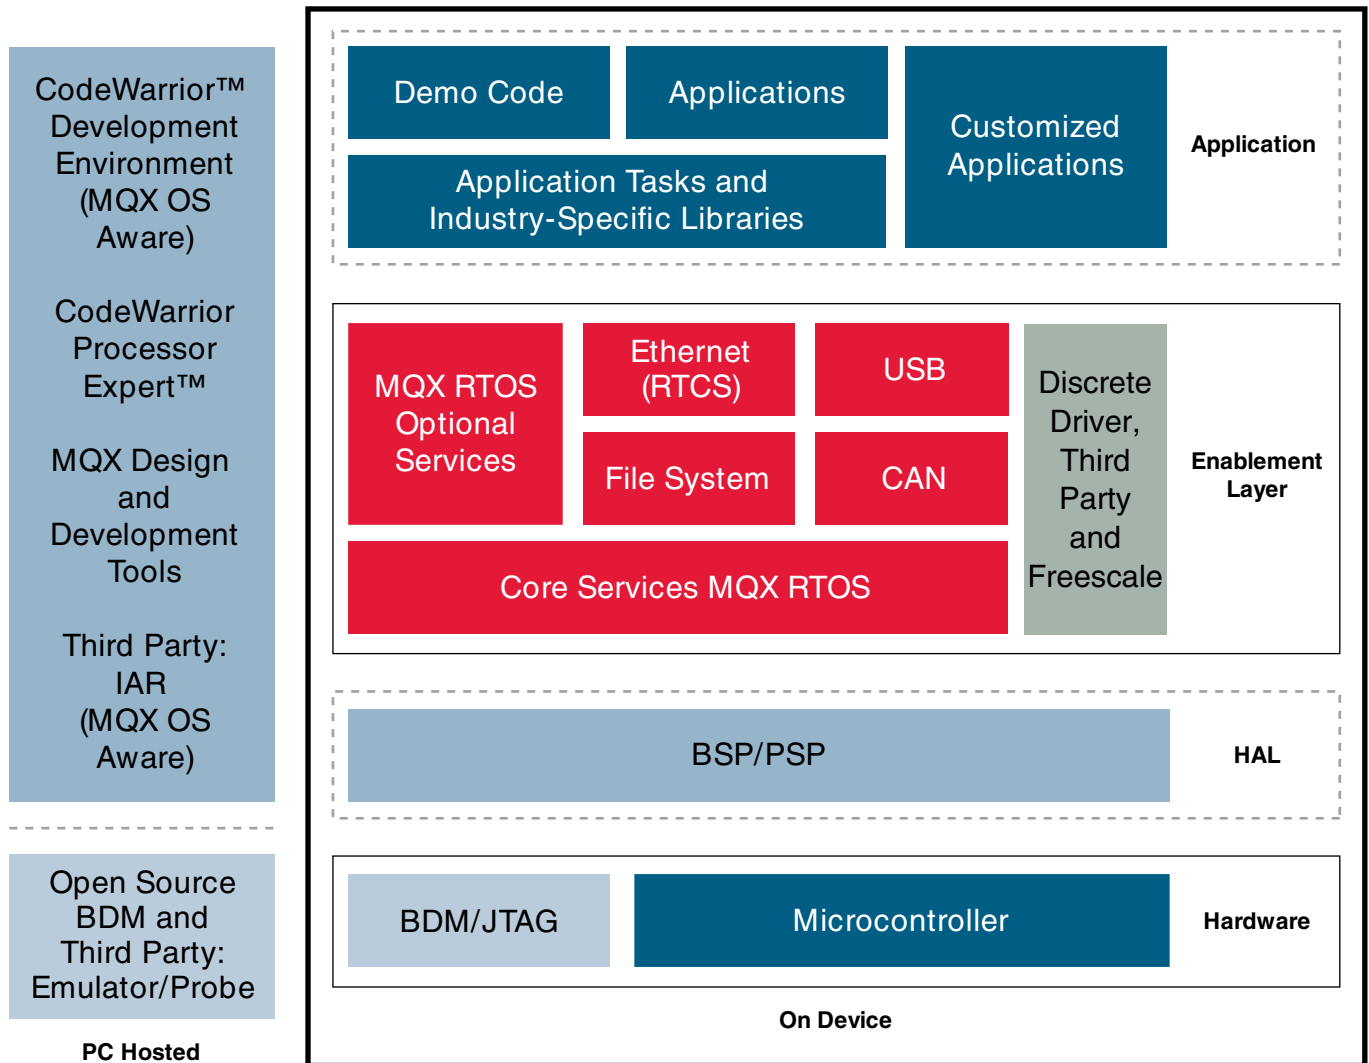 CodeWarrior™
Development
Environment
(MQX OS
Aware)
CodeWarrior
Processor
Expert™
MQX Design
and
Development
Tools
Third Party:
IAR
(MQX OS
Aware)
Open Source
BDM and
Third Party:
Emulator/Probe
PC Hosted
Demo Code
Applications
Customized
Applications
Application Tasks and
Industry-Specific Libraries
Application
MQX RTOS
Optional
Services
Ethernet
(RTCS)
USB
File System
CAN
Core Services MQX RTOS
Discrete
Driver,
Third
Party
and
Freescale
Enablement
Layer
BSP/PSP
HAL
BDM/JTAG
Microcontroller
Hardware
On Device